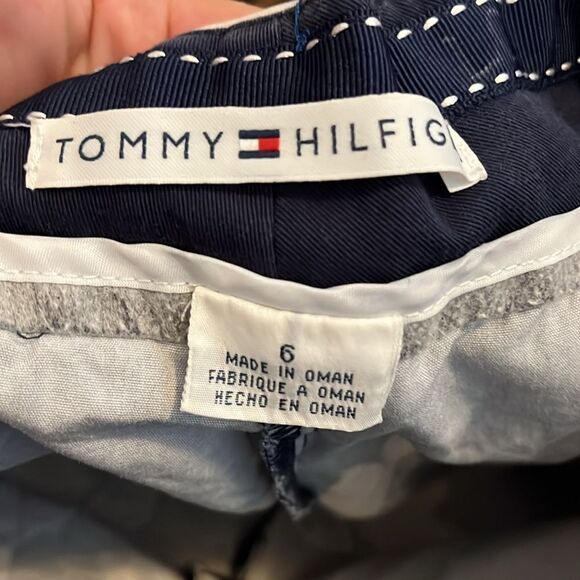 TOMMY HILFIG
6
MADE IN OMAN
FABRIQUE A OMAN
HECHO EN OMAN